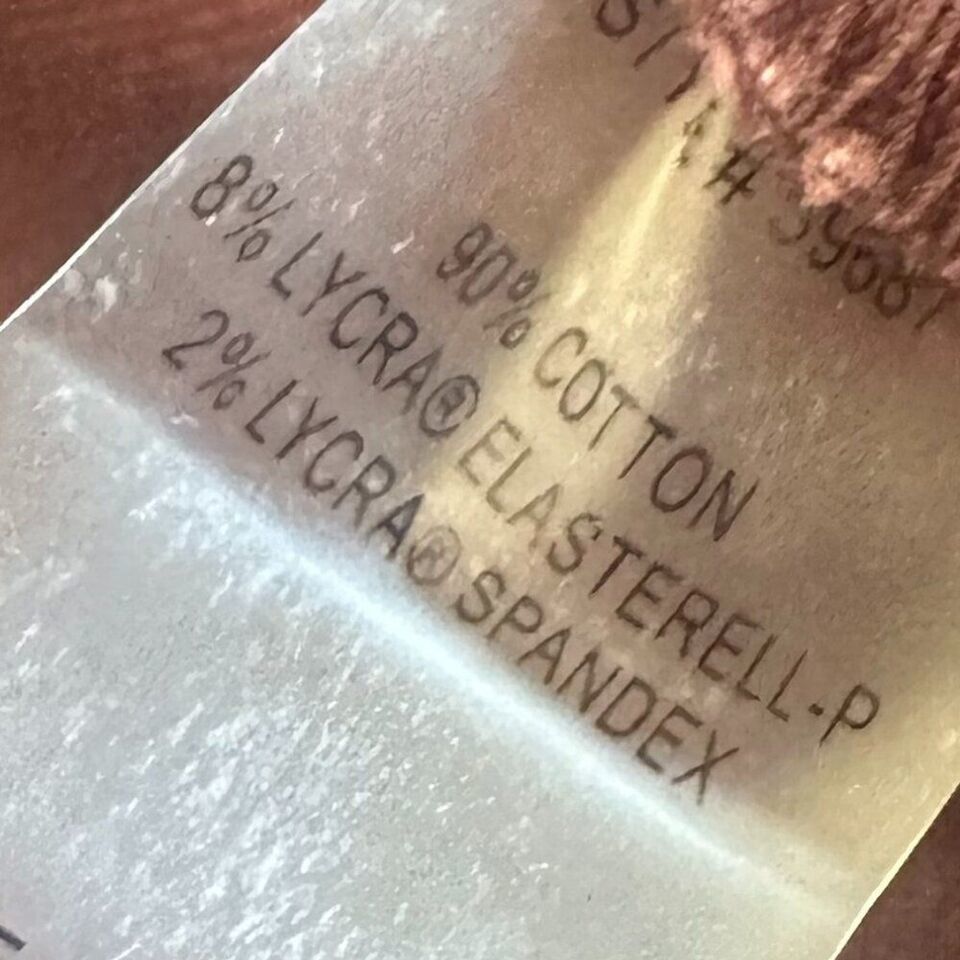 90% COTTON
8% LYCRA® ELASTERELL-P
2% LYCRA® SPANDEX